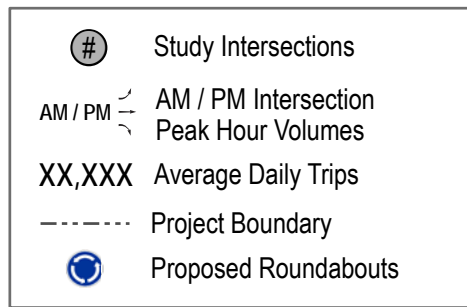 # Study Intersections
AM / PM AM / PM Intersection
Peak Hour Volumes
XX,XXX Average Daily Trips
Project Boundary
Proposed Roundabouts